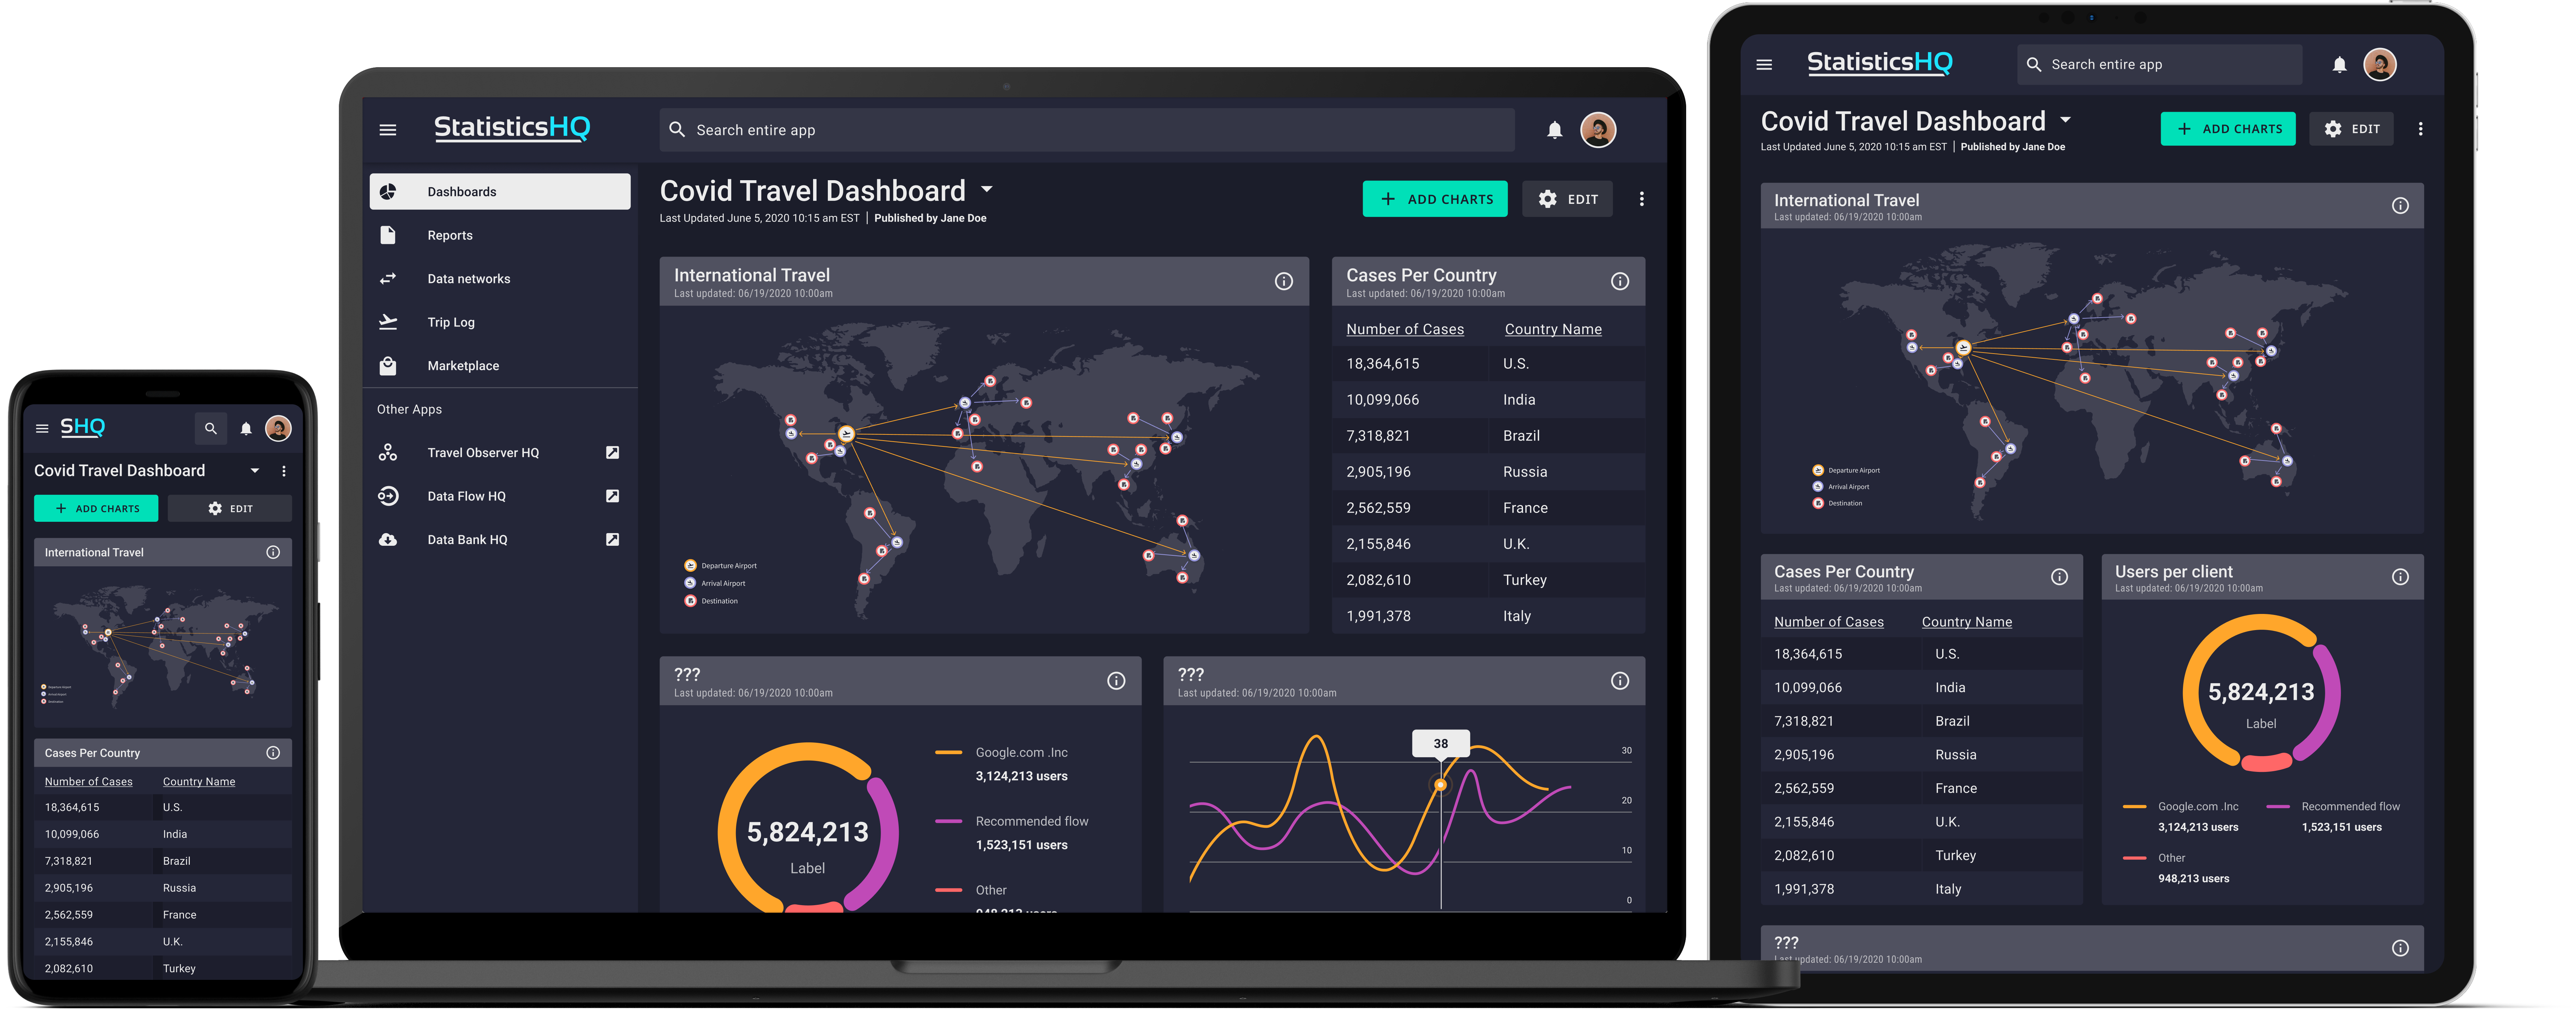 SHQ
Covid Travel Dashboard
ADD CHARTS
EDIT
International Travel
Departure Airport
Arrival Airport
Destination
Cases Per Country
Number of Cases Country Name
18,364,615 U.S.
10,099,066 India
7,318,821 Brazil
2,905,196 Russia
2,562,559 France
2,155,846 U.K.
2,082,610 Turkey
StatisticsHQ
Search entire app
Dashboards
Reports
Data networks
Trip Log
Marketplace
Other Apps
Travel Observer HQ
Data Flow HQ
Data Bank HQ
Covid Travel Dashboard
Last Updated June 5, 2020 10:15 am EST | Published by Jane Doe
ADD CHARTS
EDIT
International Travel
Last updated: 06/19/2020 10:00am
Departure Airport
Arrival Airport
Destination
Cases Per Country
Last updated: 06/19/2020 10:00am
Number of Cases Country Name
18,364,615 U.S.
10,099,066 India
7,318,821 Brazil
2,905,196 Russia
2,562,559 France
2,155,846 U.K.
2,082,610 Turkey
1,991,378 Italy
???
Last updated: 06/19/2020 10:00am
5,824,213
Label
Google.com .Inc
3,124,213 users
Recommended flow
1,523,151 users
Other
948,213 users
???
Last updated: 06/19/2020 10:00am
38
30
20
10
0
StatisticsHQ
Search entire app
Covid Travel Dashboard
Last Updated June 5, 2020 10:15 am EST | Published by Jane Doe
ADD CHARTS
EDIT
International Travel
Last updated: 06/19/2020 10:00am
Departure Airport
Arrival Airport
Destination
Cases Per Country
Last updated: 06/19/2020 10:00am
Number of Cases Country Name
18,364,615 U.S.
10,099,066 India
7,318,821 Brazil
2,905,196 Russia
2,562,559 France
2,155,846 U.K.
2,082,610 Turkey
1,991,378 Italy
Users per client
Last updated: 06/19/2020 10:00am
5,824,213
Label
Google.com .Inc
3,124,213 users
Recommended flow
1,523,151 users
Other
948,213 users
???
Last updated: 06/19/2020 10:00am